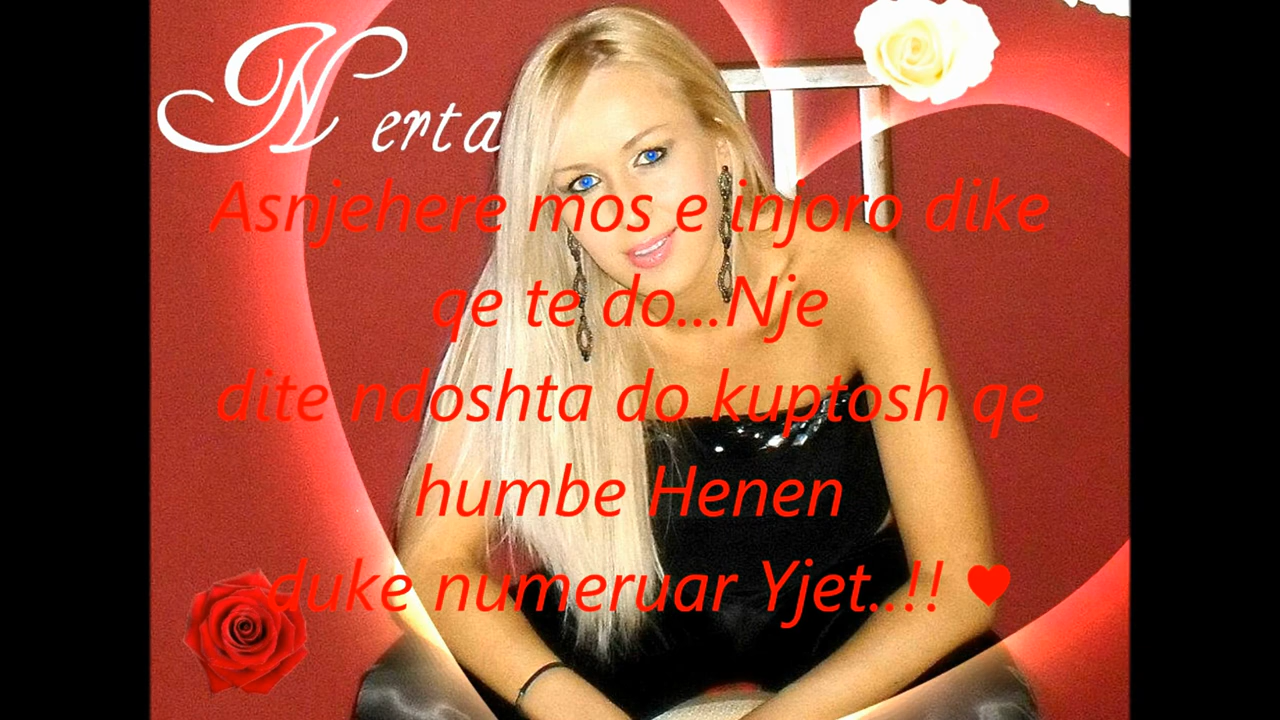 Nerta
Asnjehere mos e injoro dike
qe te do...Nje
dite ndoshta do kuptosh qe
humbe Henen
duke numeruar Yjet..!! ♥